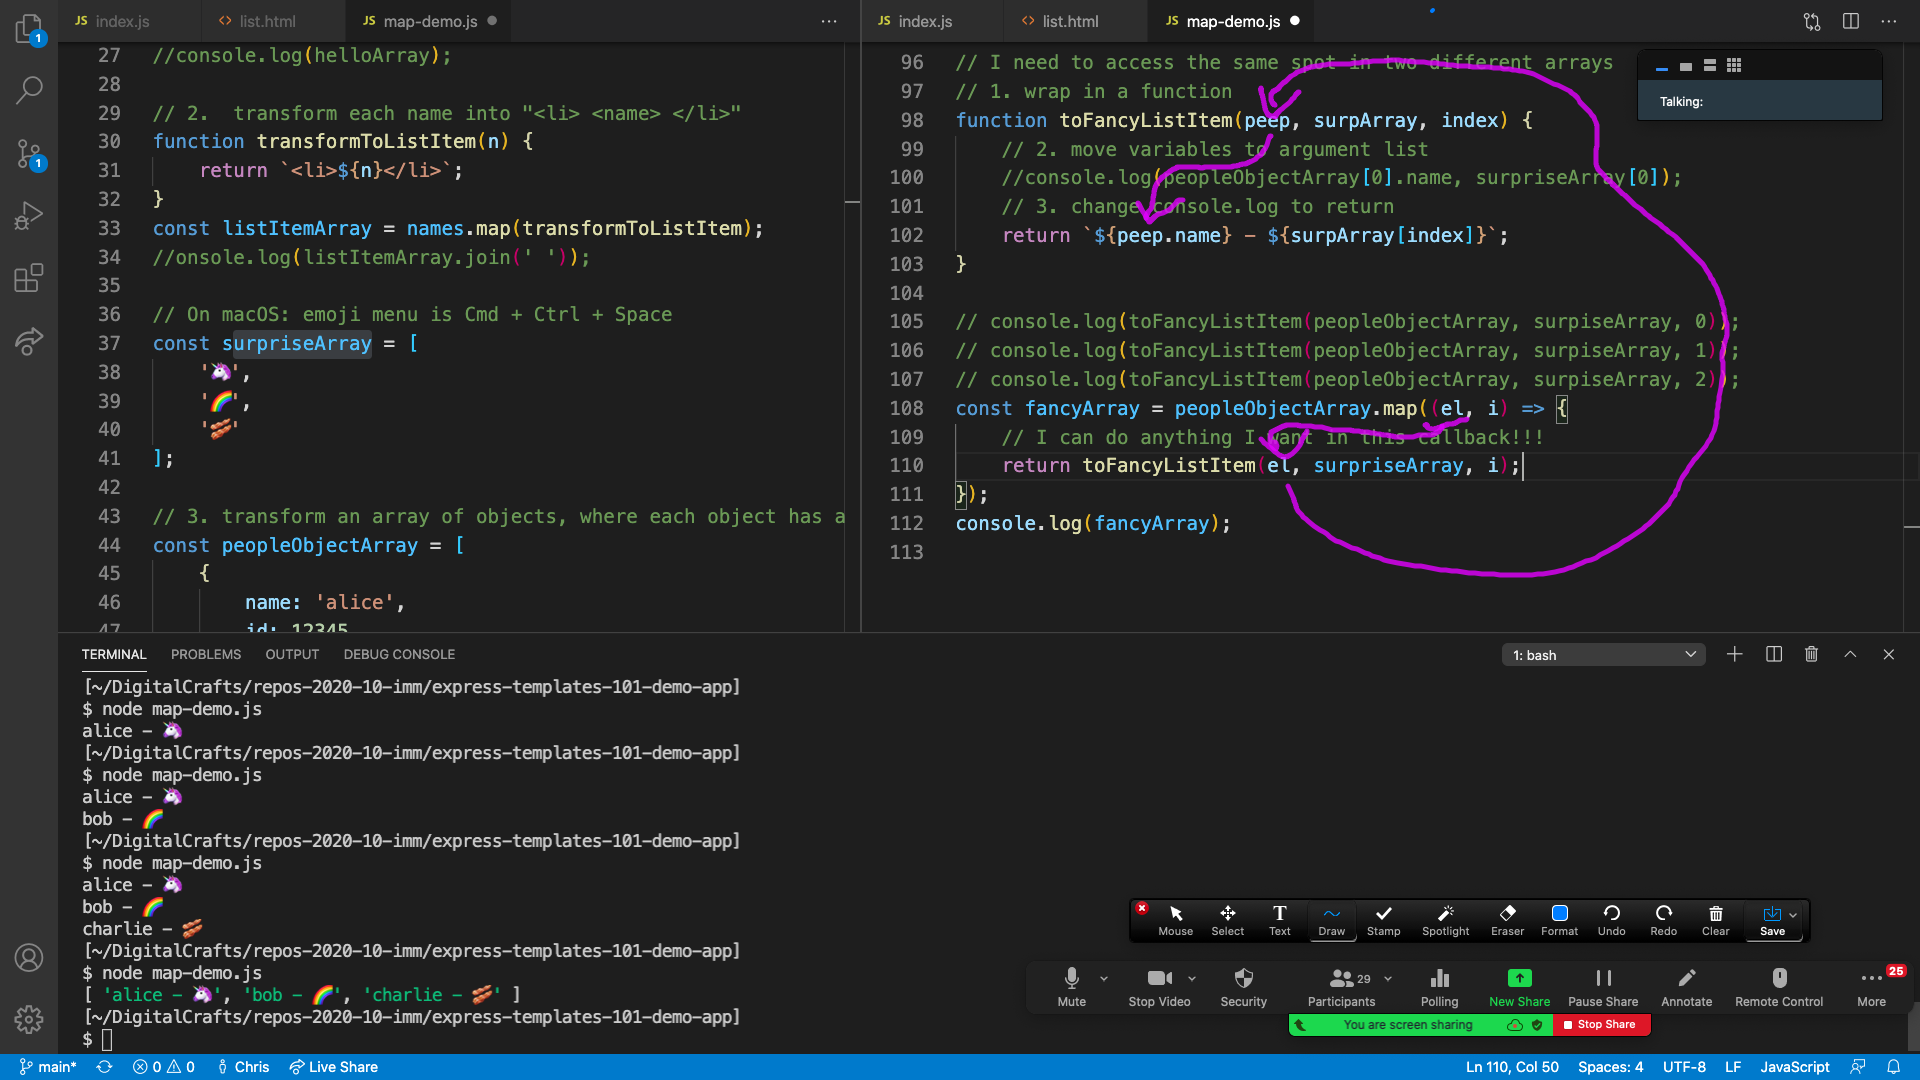 JS index.js <> list.html JS map-demo.js ● ···
JS index.js <> list.html JS map-demo.js ● ···
27 //console.log(helloArray);
28
29 // 2.  transform each name into "<li> <name> </li>"
30 function transformToListItem(n) {
31 return `<li>${n}</li>`;
32 }
33 const listItemArray = names.map(transformToListItem);
34 //onsole.log(listItemArray.join(' '));
35
36 // On macOS: emoji menu is Cmd + Ctrl + Space
37 const surpriseArray = [
38 '🦄',
39 '🌈',
40 '🥓'
41 ];
42
43 // 3. transform an array of objects, where each object has a
44 const peopleObjectArray = [
45 {
46 name: 'alice',
47 id: 12345
96 // I need to access the same spot in two different arrays
97 // 1. wrap in a function
98 function toFancyListItem(peep, surpArray, index) {
99 // 2. move variables to argument list
100 //console.log(peopleObjectArray[0].name, surpriseArray[0]);
101 // 3. change console.log to return
102 return `${peep.name} - ${surpArray[index]}`;
103 }
104
105 // console.log(toFancyListItem(peopleObjectArray, surpiseArray, 0));
106 // console.log(toFancyListItem(peopleObjectArray, surpiseArray, 1));
107 // console.log(toFancyListItem(peopleObjectArray, surpiseArray, 2));
108 const fancyArray = peopleObjectArray.map((el, i) => {
109 // I can do anything I want in this callback!!!
110 return toFancyListItem(el, surpriseArray, i);
111 });
112 console.log(fancyArray);
113
Talking:
1
1
TERMINAL PROBLEMS OUTPUT DEBUG CONSOLE 1: bash
[~/DigitalCrafts/repos-2020-10-imm/express-templates-101-demo-app]
$ node map-demo.js
alice - 🦄
[~/DigitalCrafts/repos-2020-10-imm/express-templates-101-demo-app]
$ node map-demo.js
alice - 🦄
bob - 🌈
[~/DigitalCrafts/repos-2020-10-imm/express-templates-101-demo-app]
$ node map-demo.js
alice - 🦄
bob - 🌈
charlie - 🥓
[~/DigitalCrafts/repos-2020-10-imm/express-templates-101-demo-app]
$ node map-demo.js
[ 'alice - 🦄', 'bob - 🌈', 'charlie - 🥓' ]
[~/DigitalCrafts/repos-2020-10-imm/express-templates-101-demo-app]
$
Mouse Select Text Draw Stamp Spotlight Eraser Format Undo Redo Clear Save
29 25
Mute Stop Video Security Participants Polling New Share Pause Share Annotate Remote Control More
You are screen sharing Stop Share
main* 0 0 Chris Live Share Ln 110, Col 50 Spaces: 4 UTF-8 LF JavaScript